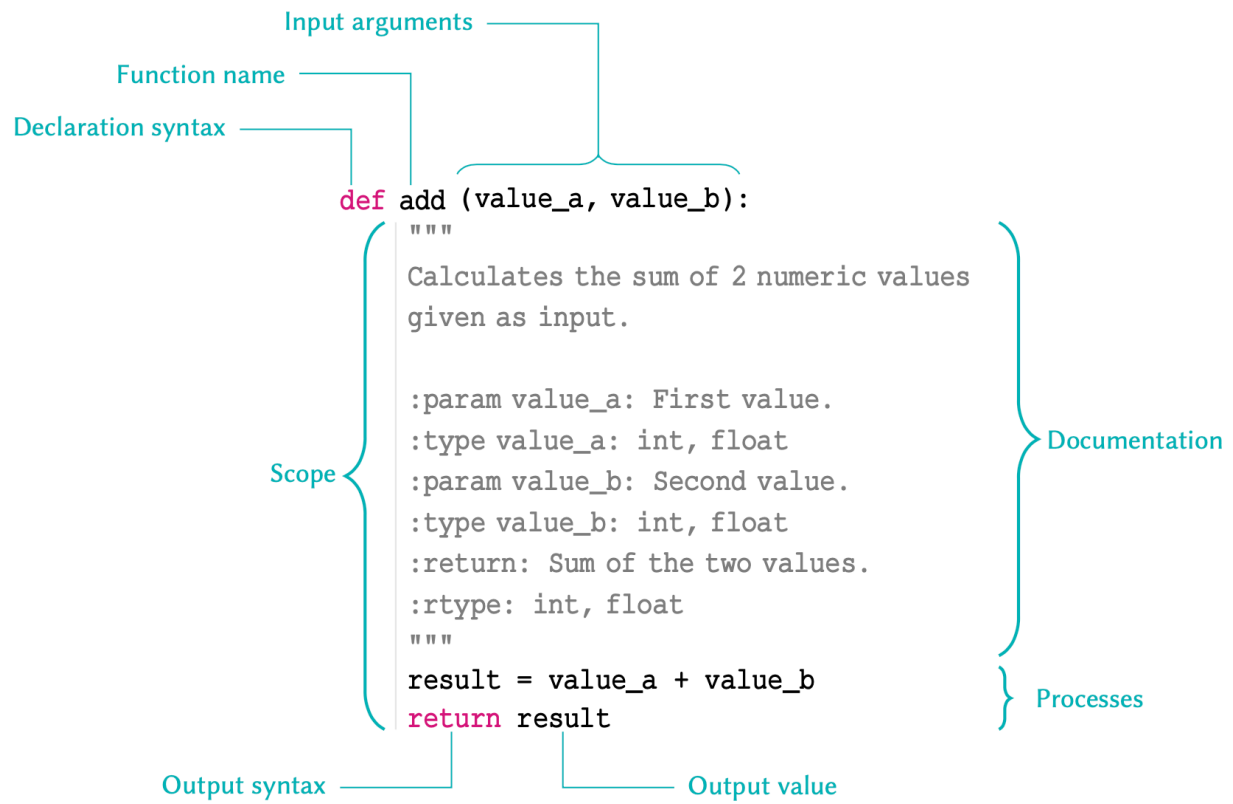 Input arguments
Function name
Declaration syntax
def add (value_a, value_b):
"""
Calculates the sum of 2 numeric values
given as input.
:param value_a: First value.
:type value_a: int, float
Documentation
Scope
:param value_b: Second value.
:type value_b: int, float
:return: Sum of the two values.
:rtype: int, float
"""
result = value_a + value_b
Processes
return result
Output syntax
Output value